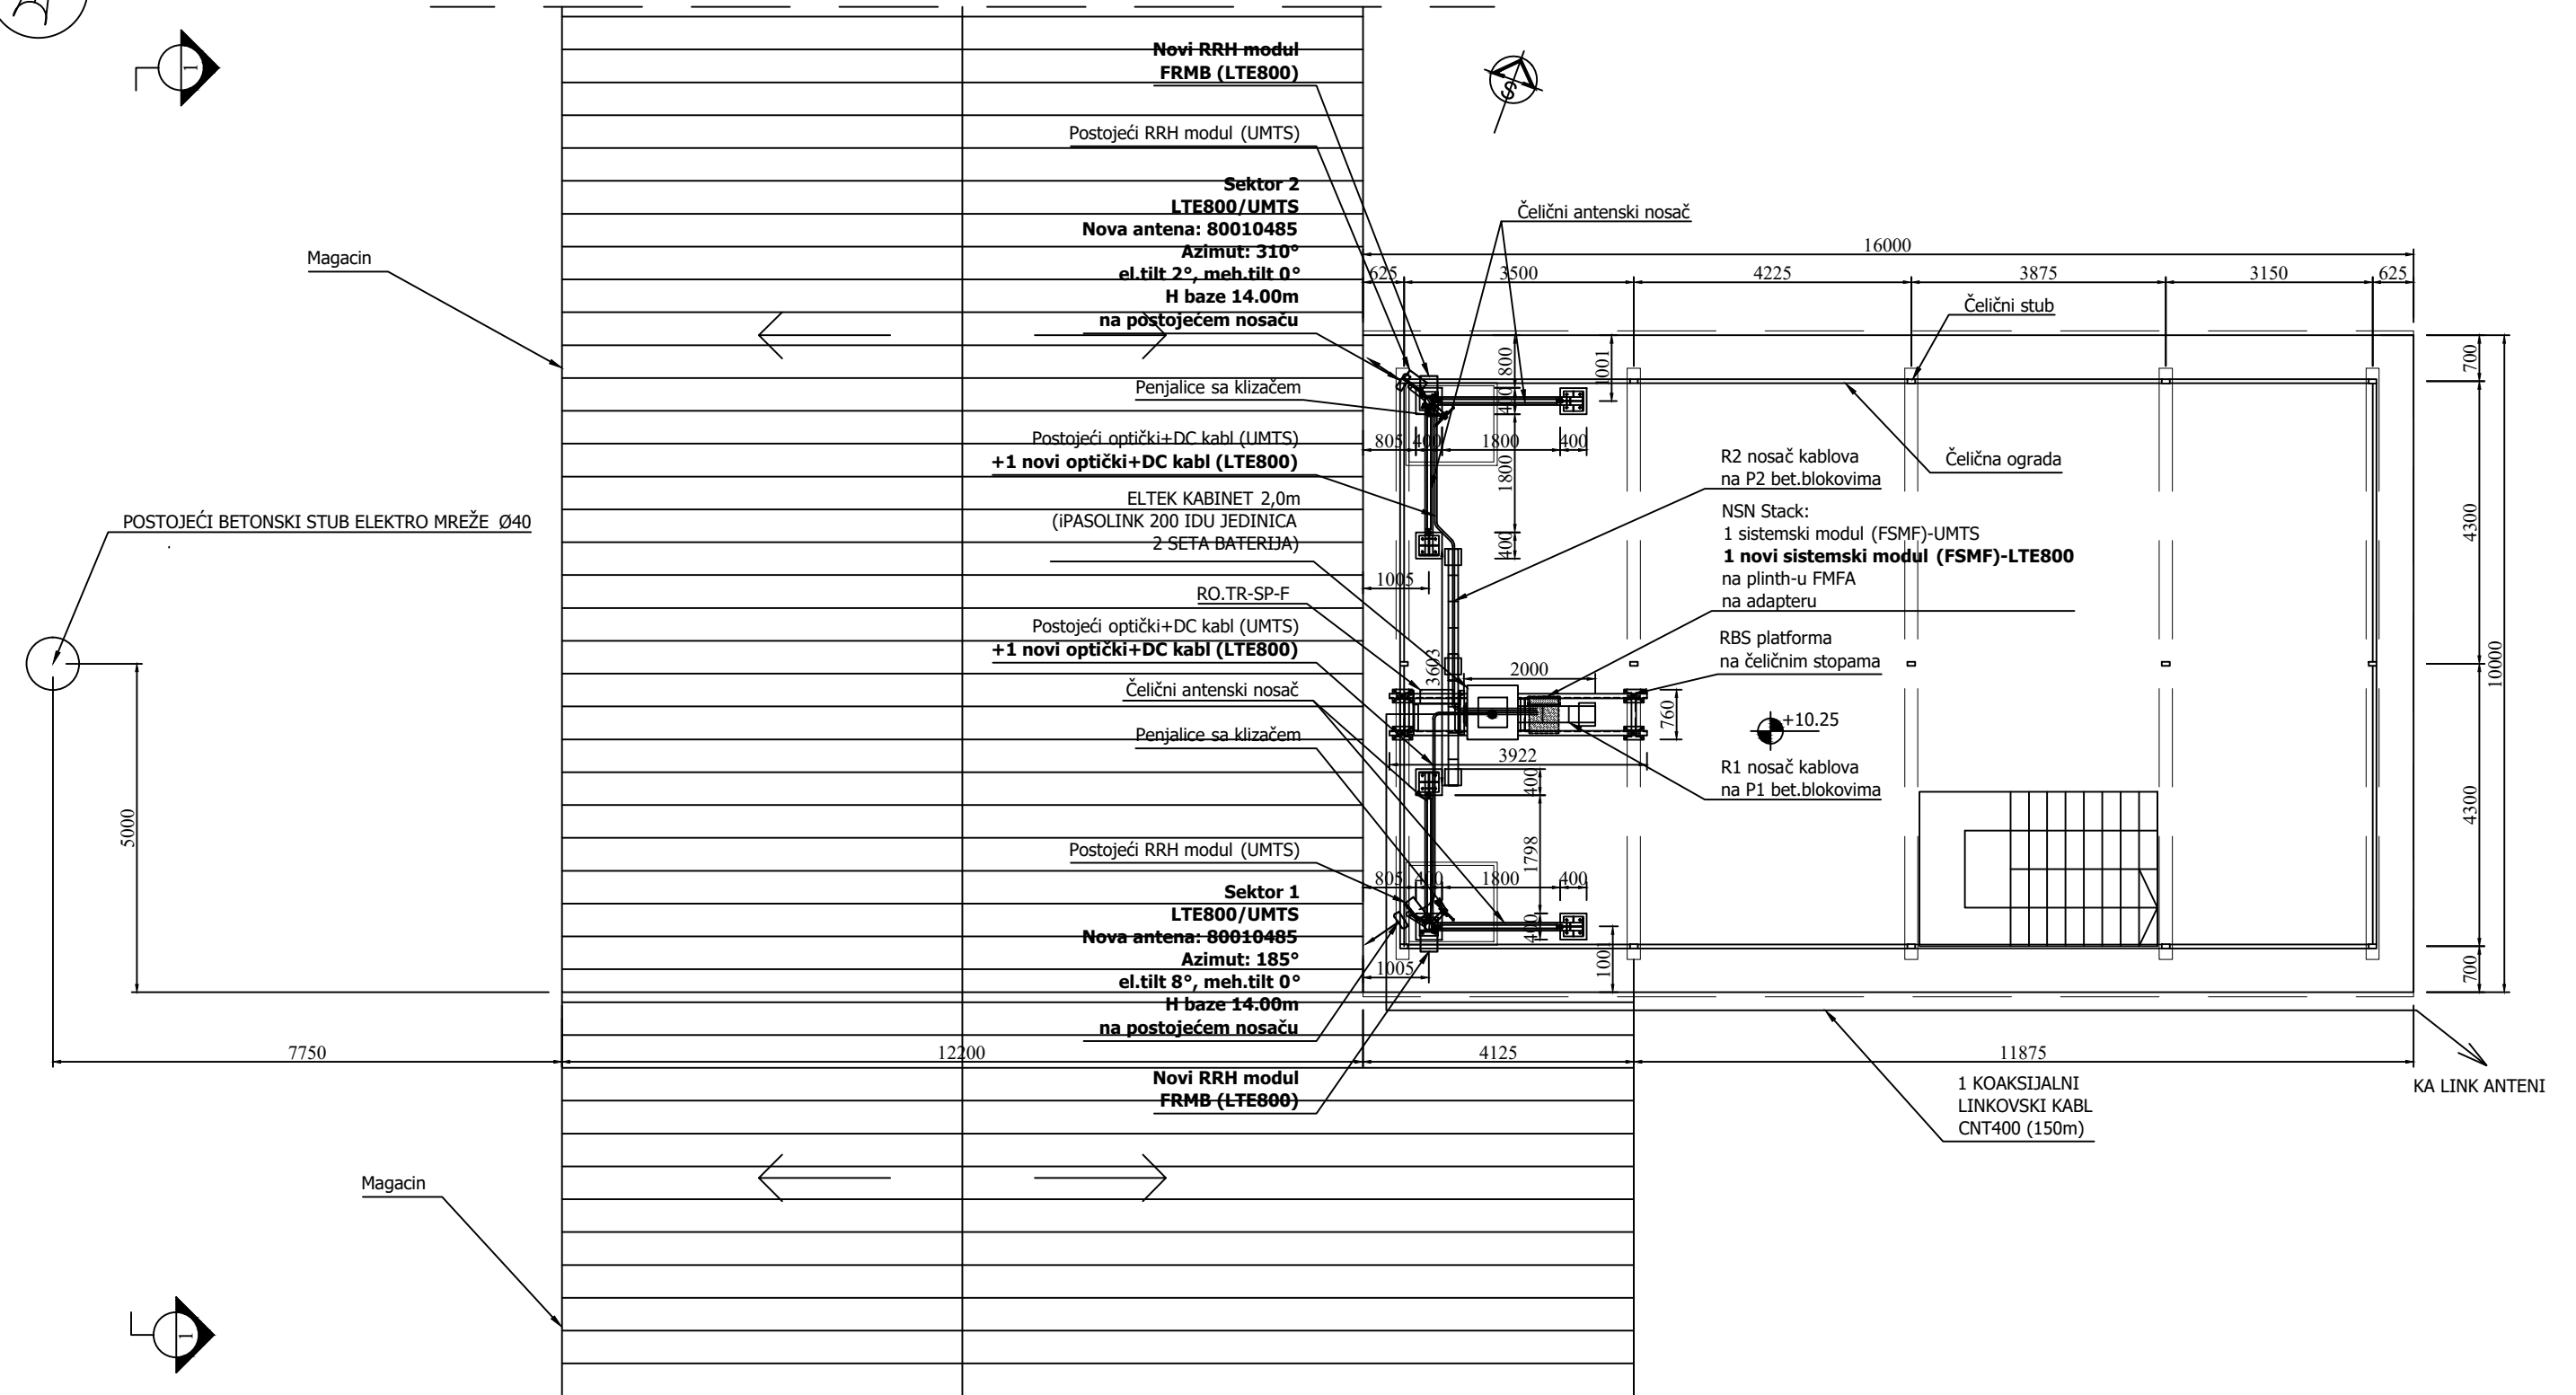 1
Novi RRH modul
FRMB (LTE800)
S
Postojeći RRH modul (UMTS)
Sektor 2
LTE800/UMTS
Nova antena: 80010485
Azimut: 310°
el.tilt 2°, meh.tilt 0°
H baze 14.00m
na postojećem nosaču
Čelični antenski nosač
Magacin
16000
625
3500
4225
3875
3150
625
Čelični stub
Penjalice sa klizačem
800
400
1001
700
Postojeći optički+DC kabl (UMTS)
+1 novi optički+DC kabl (LTE800)
805
400
1800
400
1800
R2 nosač kablova
na P2 bet.blokovima
Čelična ograda
ELTEK KABINET 2,0m
(iPASOLINK 200 IDU JEDINICA
2 SETA BATERIJA)
POSTOJEĆI BETONSKI STUB ELEKTRO MREŽE Ø40
NSN Stack:
1 sistemski modul (FSMF)-UMTS
1 novi sistemski modul (FSMF)-LTE800
na plinth-u FMFA
na adapteru
4300
400
1005
RO.TR-SP-F
Postojeći optički+DC kabl (UMTS)
+1 novi optički+DC kabl (LTE800)
RBS platforma
na čeličnim stopama
3603
2000
10000
Čelični antenski nosač
760
+10.25
Penjalice sa klizačem
3922
R1 nosač kablova
na P1 bet.blokovima
400
5000
4300
1798
Postojeći RRH modul (UMTS)
805
400
1800
400
Sektor 1
LTE800/UMTS
Nova antena: 80010485
Azimut: 185°
el.tilt 8°, meh.tilt 0°
H baze 14.00m
na postojećem nosaču
400
1001
1005
700
7750
12200
4125
11875
Novi RRH modul
FRMB (LTE800)
1 KOAKSIJALNI
LINKOVSKI KABL
CNT400 (150m)
KA LINK ANTENI
Magacin
1